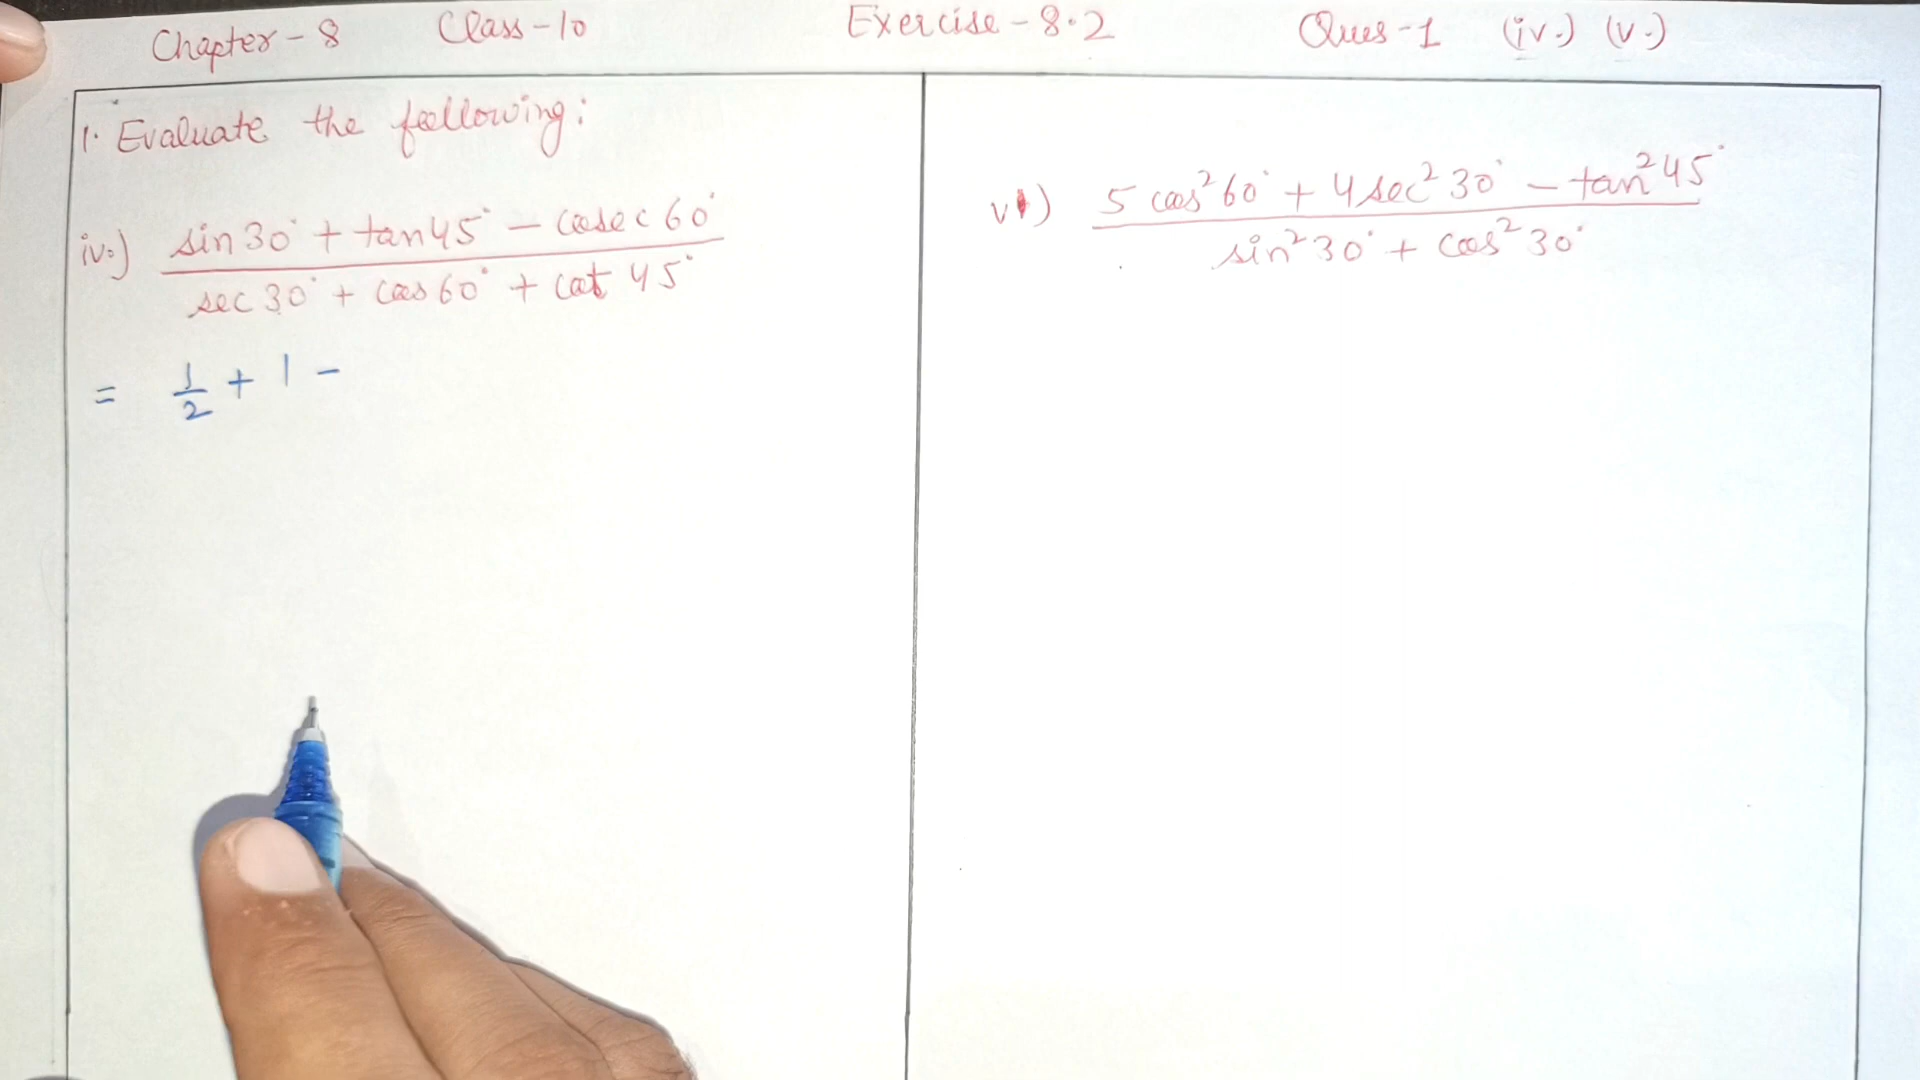 Chapter - 8 Class - 10 Exercise - 8.2 Ques - 1 (iv.) (v.)
1. Evaluate the following:
iv.) sin 30° + tan 45° - cosec 60°
sec 30° + cos 60° + cot 45°
= 1/2 + 1 -
v) 5 cos² 60° + 4 sec² 30° - tan² 45°
sin² 30° + cos² 30°